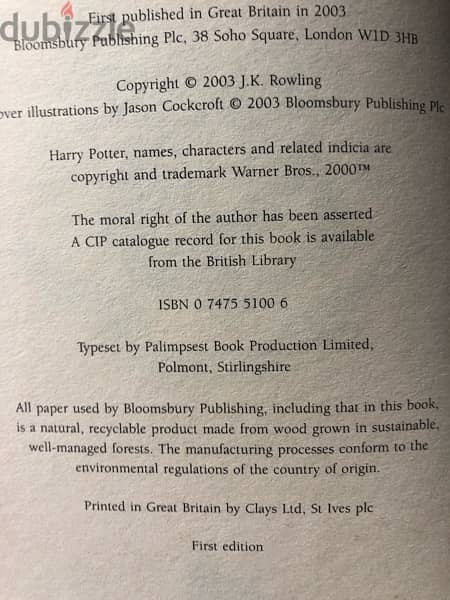 dubizzle
First published in Great Britain in 2003
Bloomsbury Publishing Plc, 38 Soho Square, London W1D 3HB
Copyright © 2003 J.K. Rowling
over illustrations by Jason Cockcroft © 2003 Bloomsbury Publishing Plc
Harry Potter, names, characters and related indicia are
copyright and trademark Warner Bros., 2000™
The moral right of the author has been asserted
A CIP catalogue record for this book is available
from the British Library
ISBN 0 7475 5100 6
Typeset by Palimpsest Book Production Limited,
Polmont, Stirlingshire
All paper used by Bloomsbury Publishing, including that in this book,
is a natural, recyclable product made from wood grown in sustainable,
well-managed forests. The manufacturing processes conform to the
environmental regulations of the country of origin.
Printed in Great Britain by Clays Ltd, St Ives plc
First edition